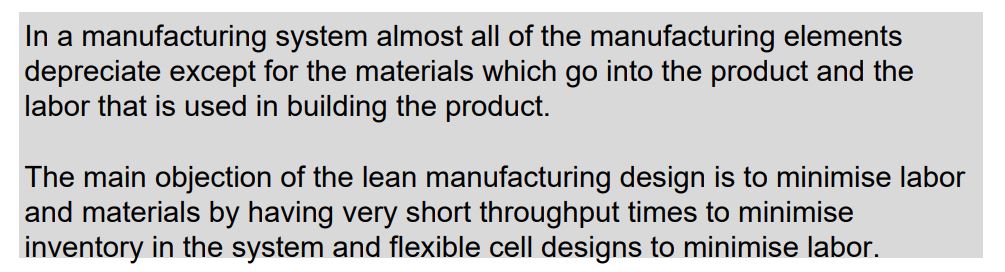 In a manufacturing system almost all of the manufacturing elements
depreciate except for the materials which go into the product and the
labor that is used in building the product.
The main objection of the lean manufacturing design is to minimise labor
and materials by having very short throughput times to minimise
inventory in the system and flexible cell designs to minimise labor.